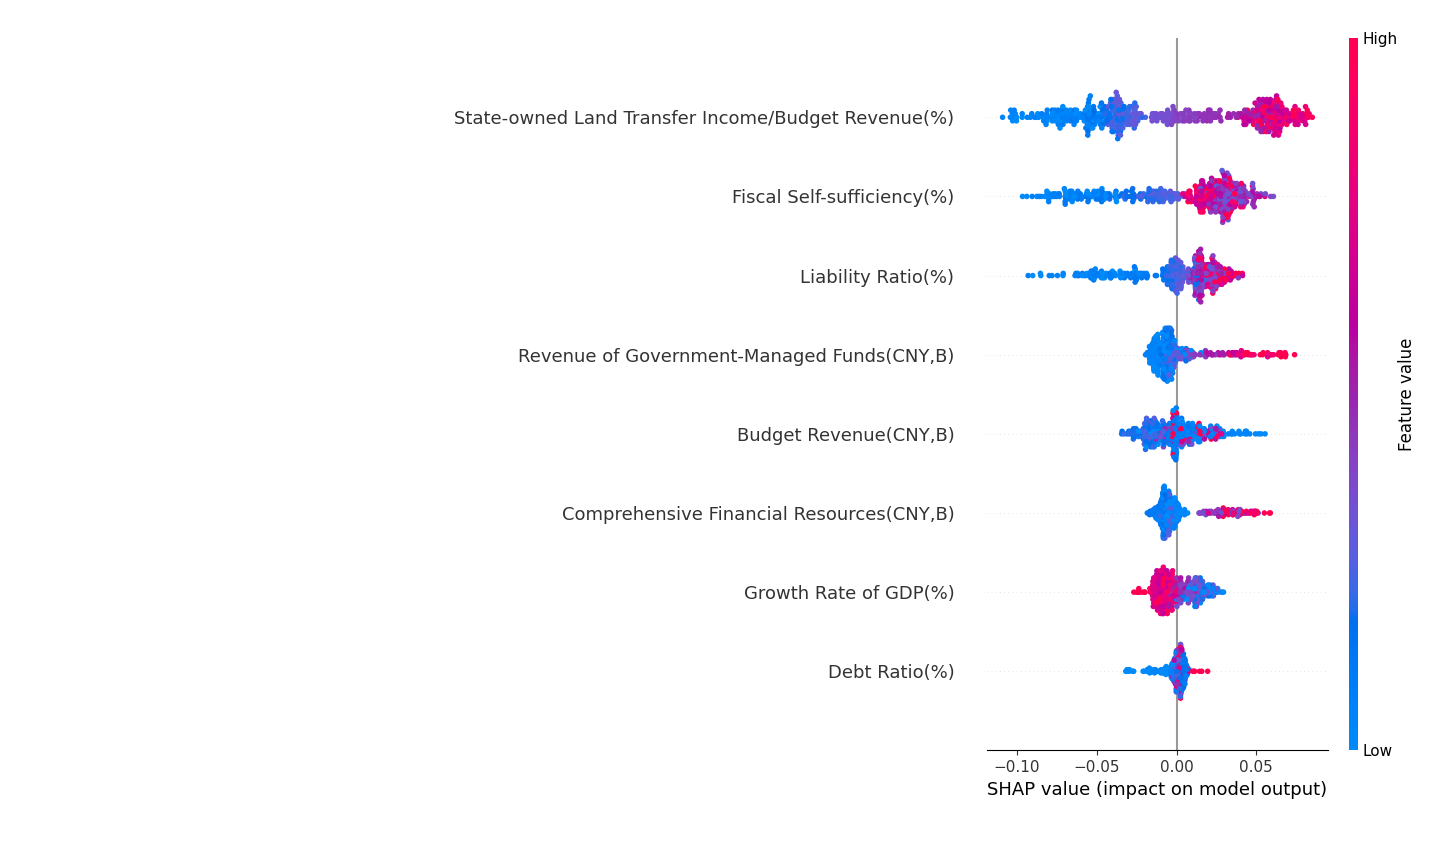 High
State-owned Land Transfer Income/Budget Revenue(%)
Fiscal Self-sufficiency(%)
Liability Ratio(%)
Revenue of Government-Managed Funds(CNY,B)
Budget Revenue(CNY,B)
Comprehensive Financial Resources(CNY,B)
Growth Rate of GDP(%)
Debt Ratio(%)
Feature value
Low
−0.10 −0.05 0.00 0.05
SHAP value (impact on model output)